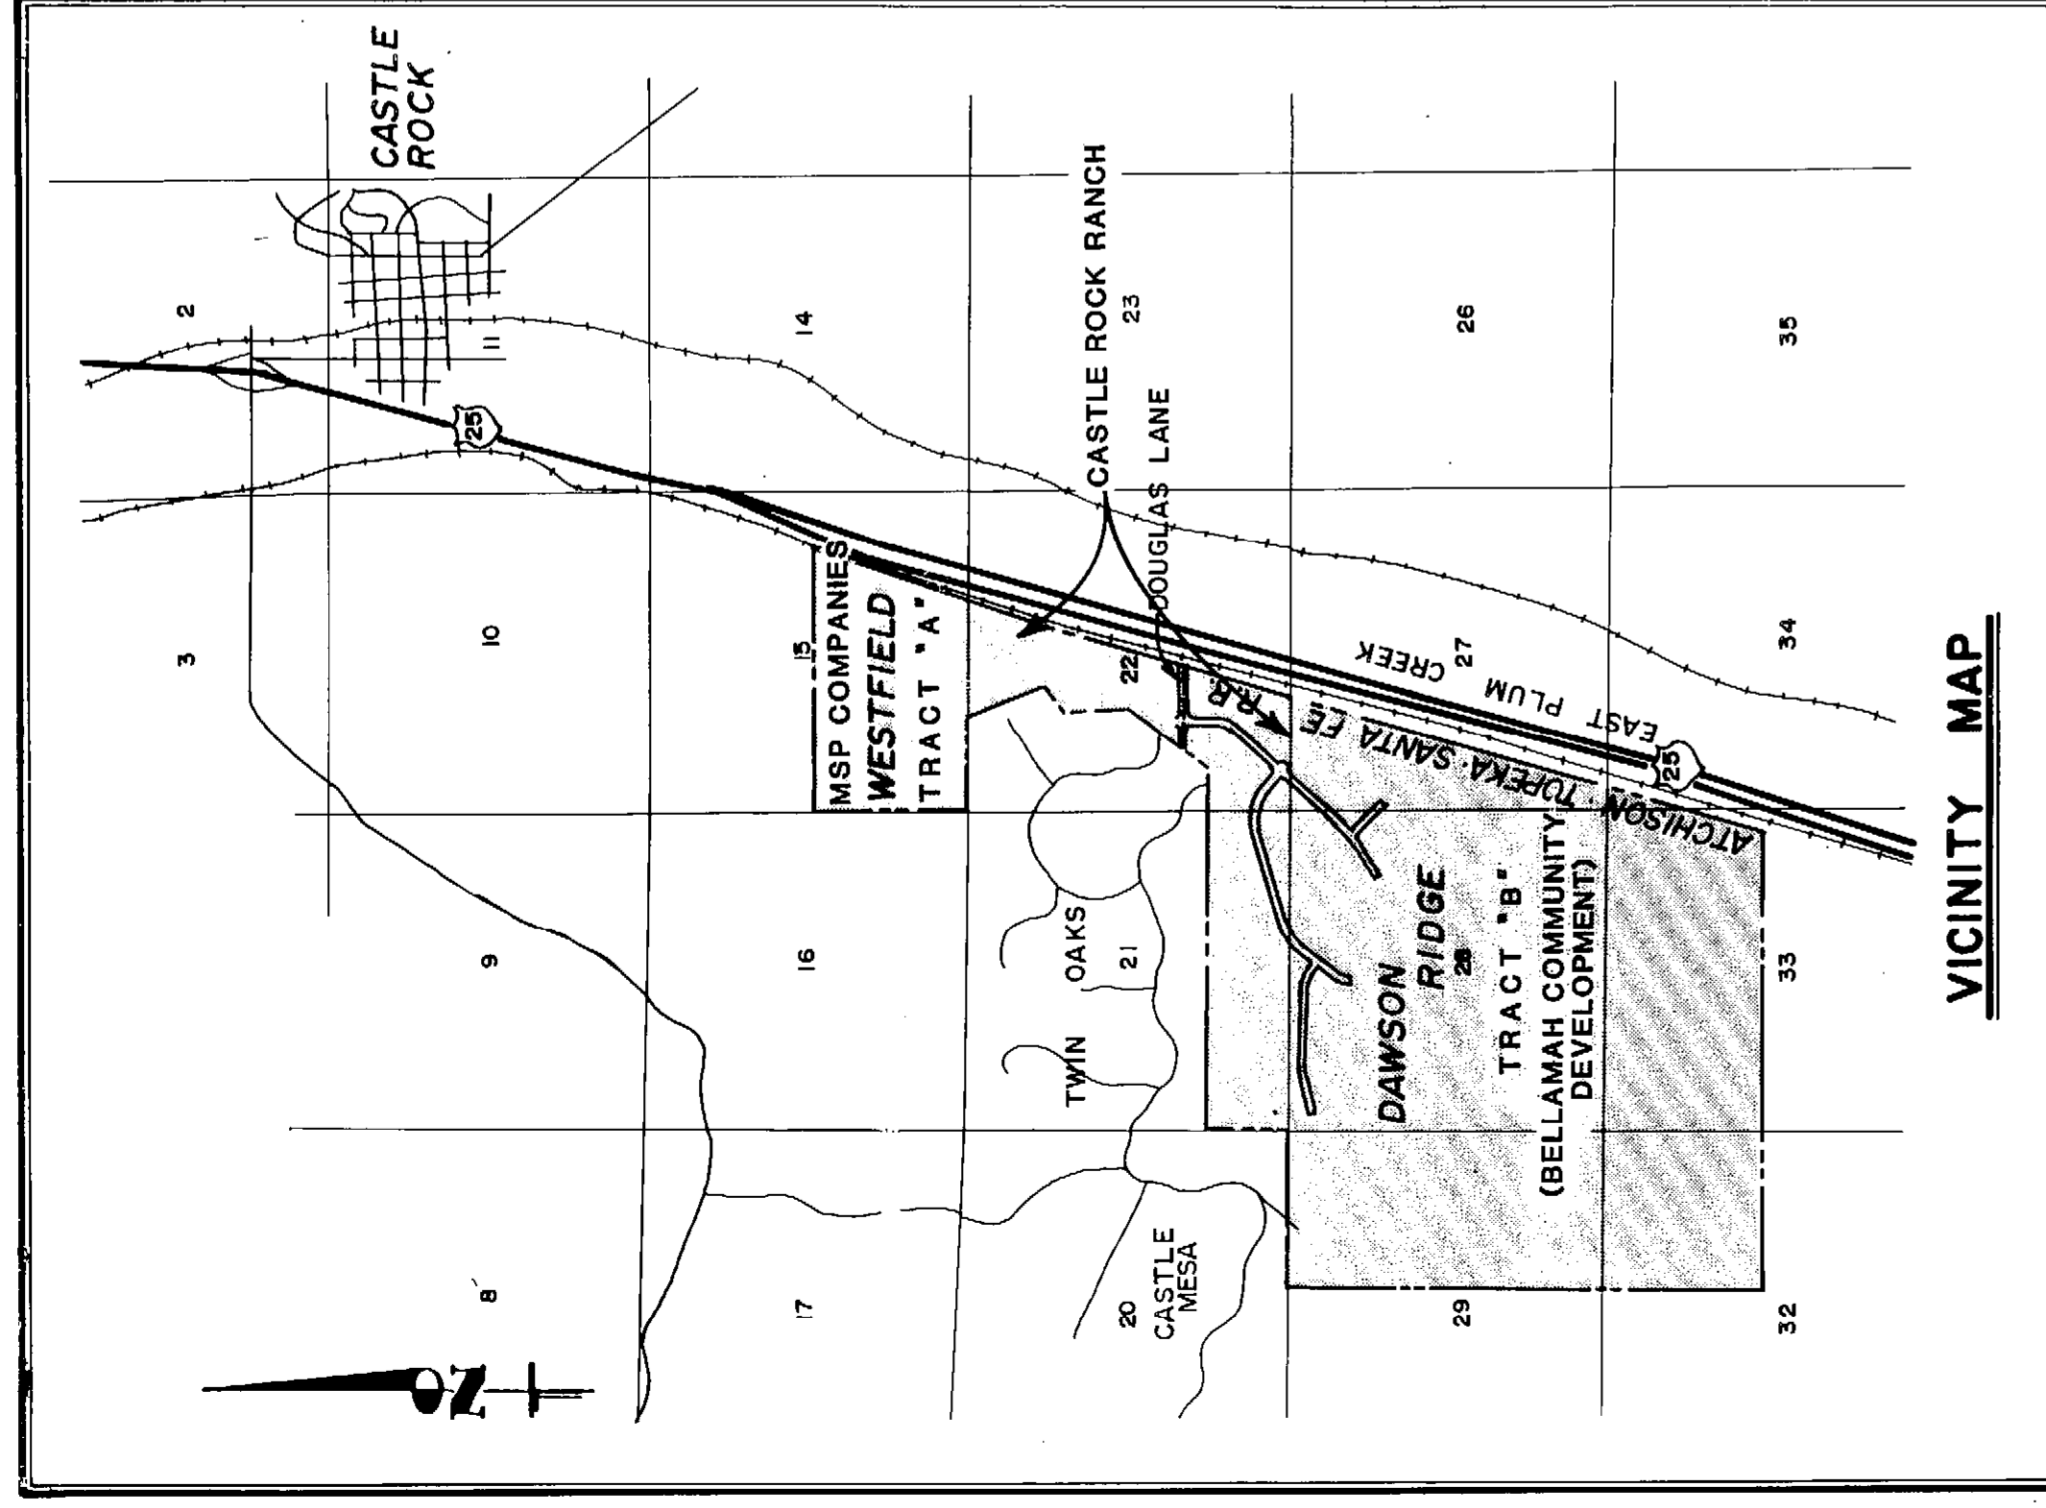 3
2
CASTLE
ROCK
N
25
8
9
10
11
17
16
15
14
MSP COMPANIES
WESTFIELD
TRACT "A"
TWIN OAKS
CASTLE ROCK RANCH
20
21
22
23
CASTLE
MESA
DOUGLAS LANE
ATCHISON · TOPEKA · SANTA FE R.R.
EAST PLUM CREEK
DAWSON
RIDGE
29
28
27
26
TRACT "B"
(BELLAMAH COMMUNITY
DEVELOPMENT)
25
32
33
34
35
VICINITY MAP